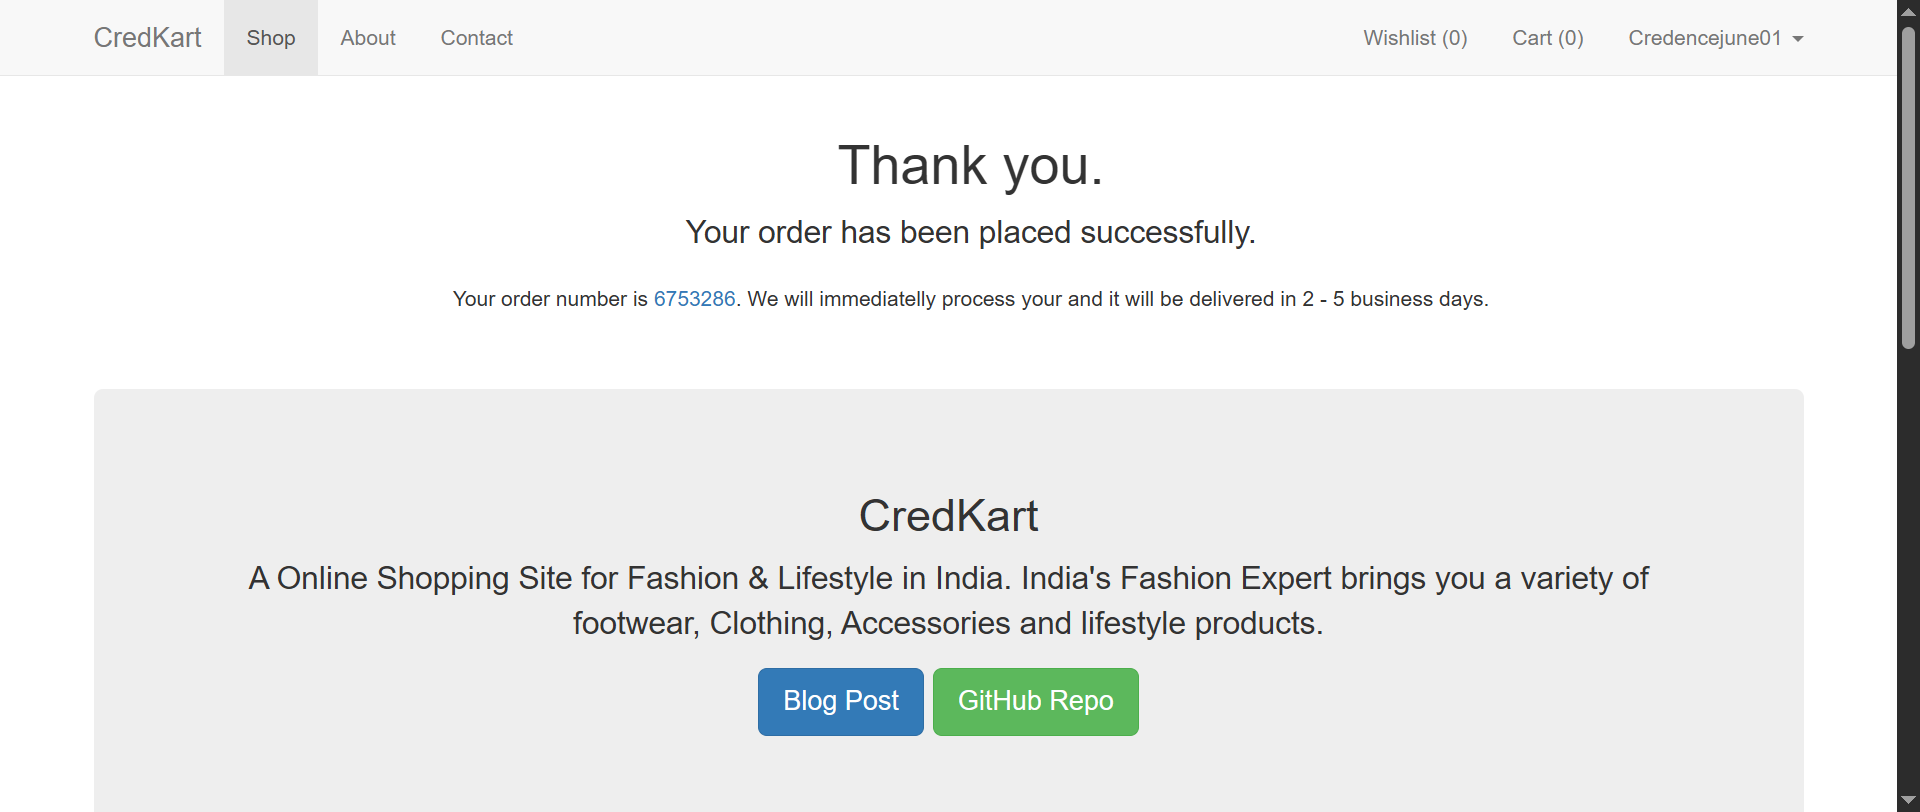 CredKart Shop About Contact Wishlist (0) Cart (0) Credencejune01
Thank you.
Your order has been placed successfully.
Your order number is 6753286. We will immediatelly process your and it will be delivered in 2 - 5 business days.
CredKart
A Online Shopping Site for Fashion & Lifestyle in India. India's Fashion Expert brings you a variety of
footwear, Clothing, Accessories and lifestyle products.
Blog Post GitHub Repo